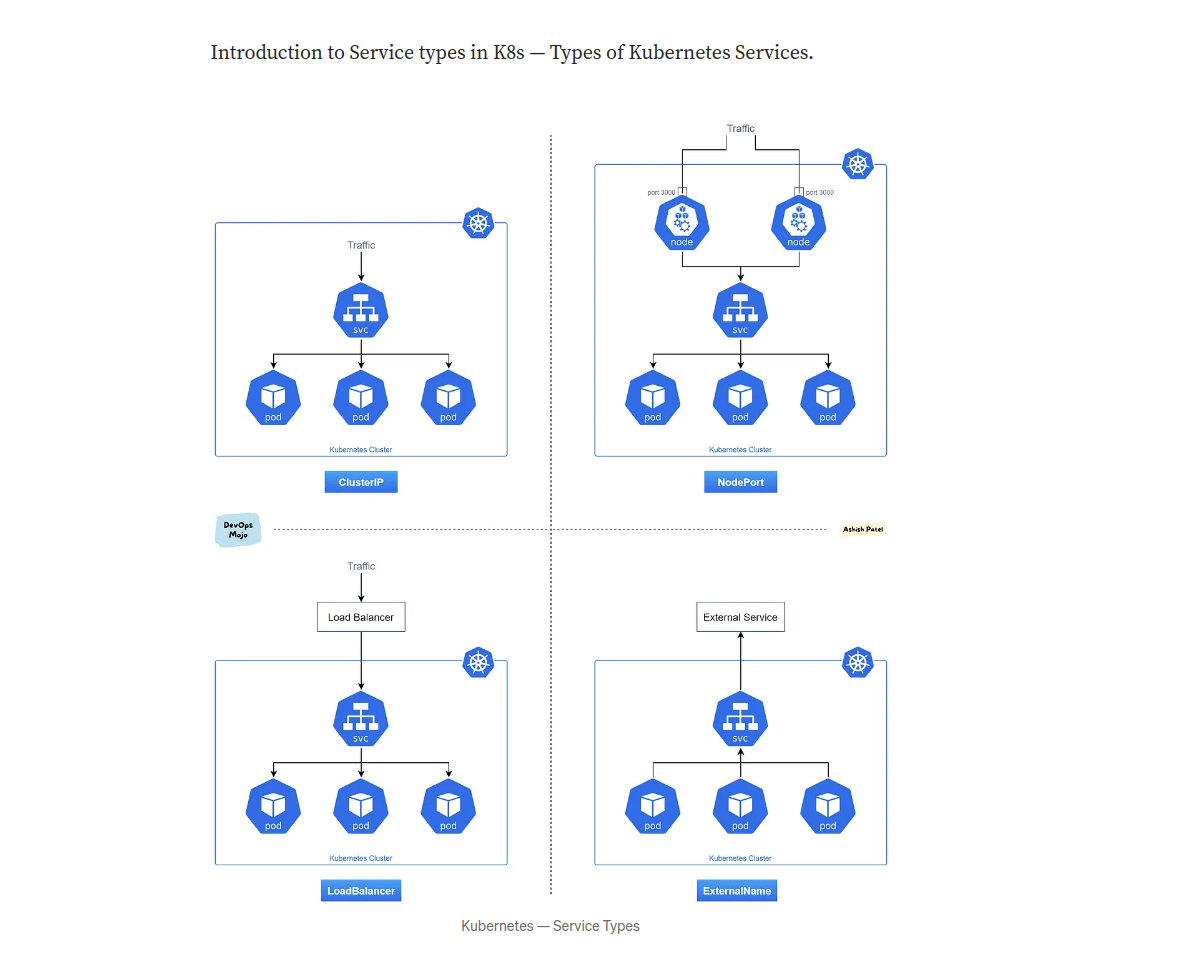 Introduction to Service types in K8s — Types of Kubernetes Services.
Traffic
svc
pod pod pod
Kubernetes Cluster
ClusterIP
Traffic
port 3000 port 3000
node node
svc
pod pod pod
Kubernetes Cluster
NodePort
DevOps
Mojo
Ashish Patel
Traffic
Load Balancer
svc
pod pod pod
Kubernetes Cluster
LoadBalancer
External Service
svc
pod pod pod
Kubernetes Cluster
ExternalName
Kubernetes — Service Types